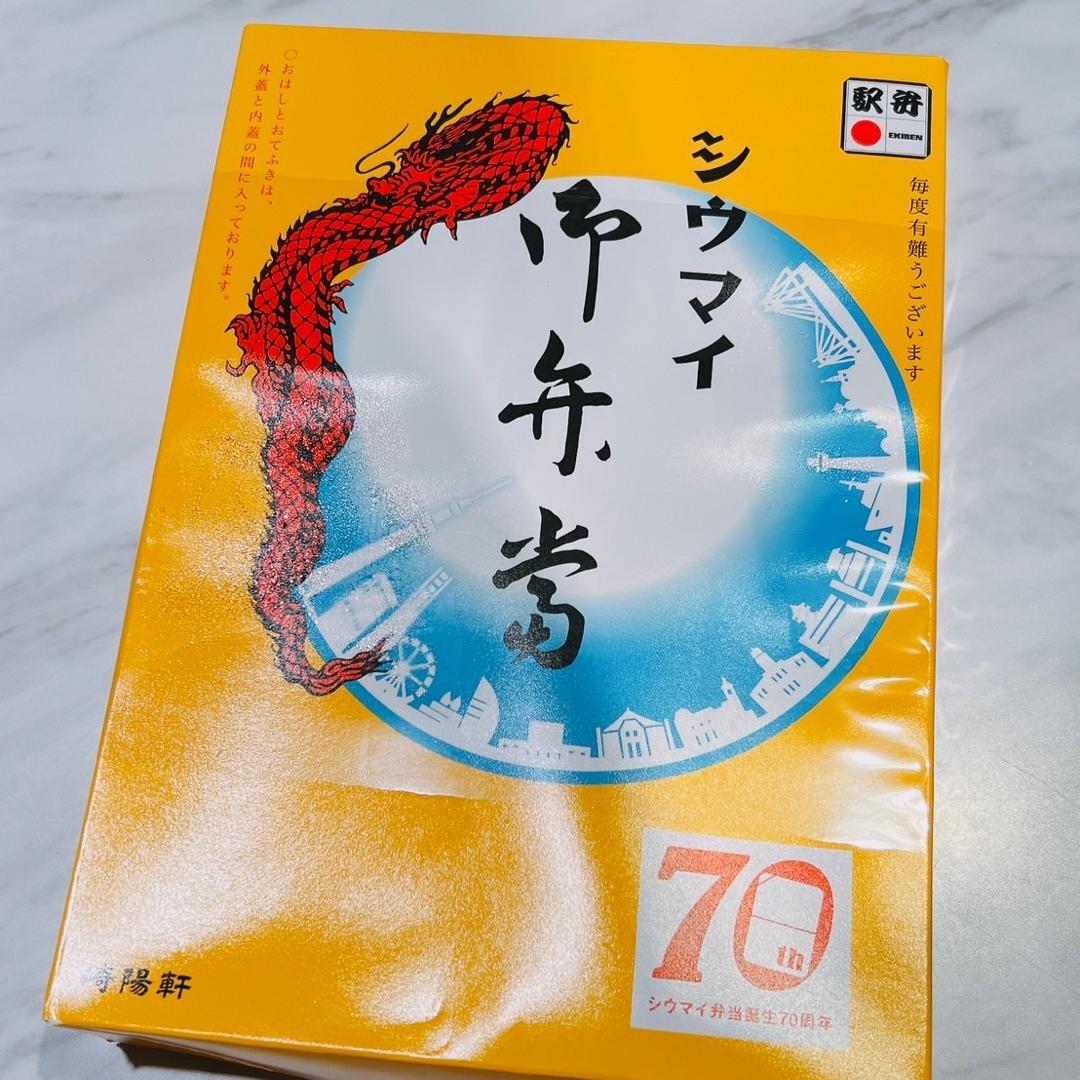 駅弁
EKIBEN
毎度有難うございます
シウマイ
御弁当
〇おはしとおてふきは、
外蓋と内蓋の間に入っております。
70th
シウマイ弁当誕生70周年
崎陽軒